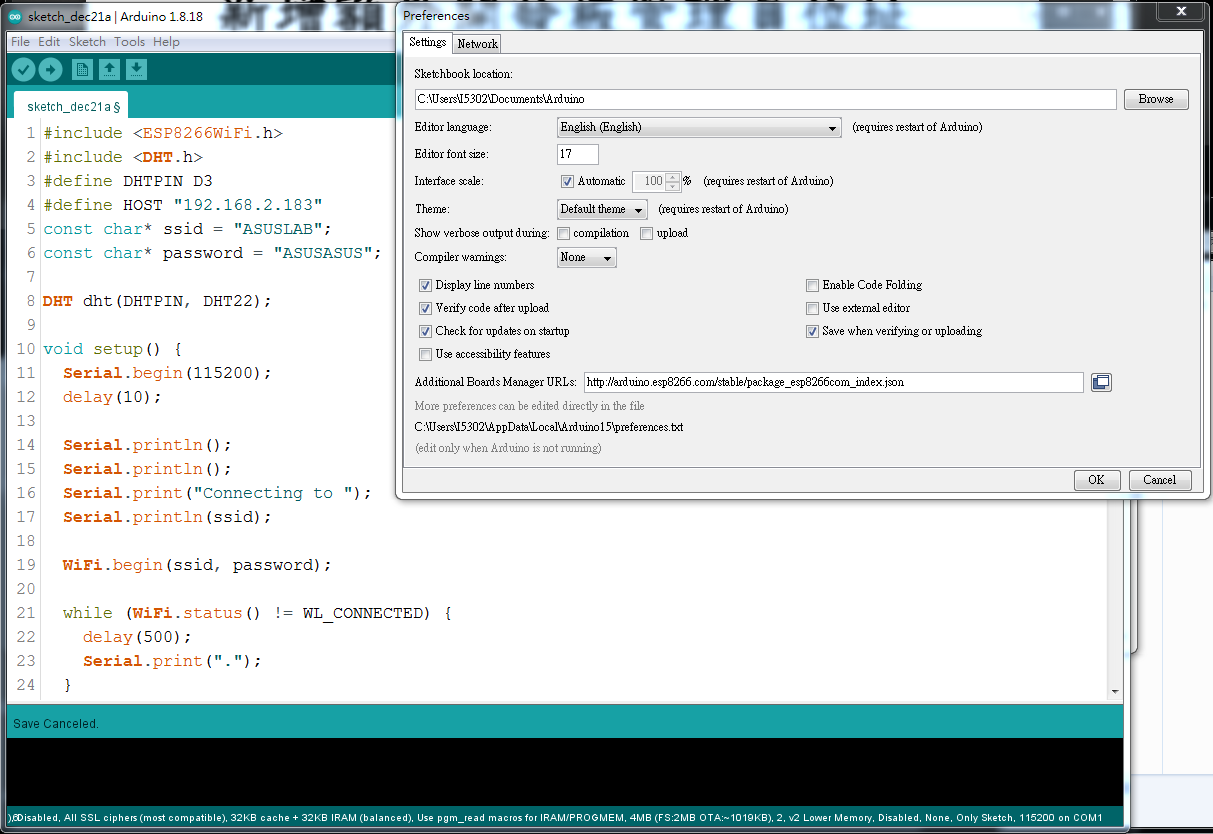 新增額
管理員位址
sketch_dec21a | Arduino 1.8.18
File Edit Sketch Tools Help
sketch_dec21a §
1 #include <ESP8266WiFi.h>
2 #include <DHT.h>
3 #define DHTPIN D3
4 #define HOST "192.168.2.183"
5 const char* ssid = "ASUSLAB";
6 const char* password = "ASUSASUS";
7
8 DHT dht(DHTPIN, DHT22);
9
10 void setup() {
11 Serial.begin(115200);
12 delay(10);
13
14 Serial.println();
15 Serial.println();
16 Serial.print("Connecting to ");
17 Serial.println(ssid);
18
19 WiFi.begin(ssid, password);
20
21 while (WiFi.status() != WL_CONNECTED) {
22 delay(500);
23 Serial.print(".");
24 }
Save Canceled.
Disabled, All SSL ciphers (most compatible), 32KB cache + 32KB IRAM (balanced), Use pgm_read macros for IRAM/PROGMEM, 4MB (FS:2MB OTA:~1019KB), 2, v2 Lower Memory, Disabled, None, Only Sketch, 115200 on COM1
Preferences
Settings Network
Sketchbook location:
C:\Users\I5302\Documents\Arduino Browse
Editor language: English (English) (requires restart of Arduino)
Editor font size: 17
Interface scale: Automatic 100 % (requires restart of Arduino)
Theme: Default theme (requires restart of Arduino)
Show verbose output during: compilation upload
Compiler warnings: None
Display line numbers Enable Code Folding
Verify code after upload Use external editor
Check for updates on startup Save when verifying or uploading
Use accessibility features
Additional Boards Manager URLs: http://arduino.esp8266.com/stable/package_esp8266com_index.json
More preferences can be edited directly in the file
C:\Users\I5302\AppData\Local\Arduino15\preferences.txt
(edit only when Arduino is not running)
OK Cancel